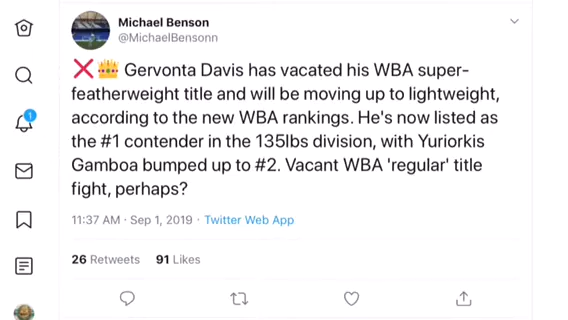 Michael Benson
@MichaelBensonn
❌👑 Gervonta Davis has vacated his WBA super-
featherweight title and will be moving up to lightweight,
according to the new WBA rankings. He's now listed as
the #1 contender in the 135lbs division, with Yuriorkis
Gamboa bumped up to #2. Vacant WBA 'regular' title
fight, perhaps?
11:37 AM · Sep 1, 2019 · Twitter Web App
26 Retweets 91 Likes
1